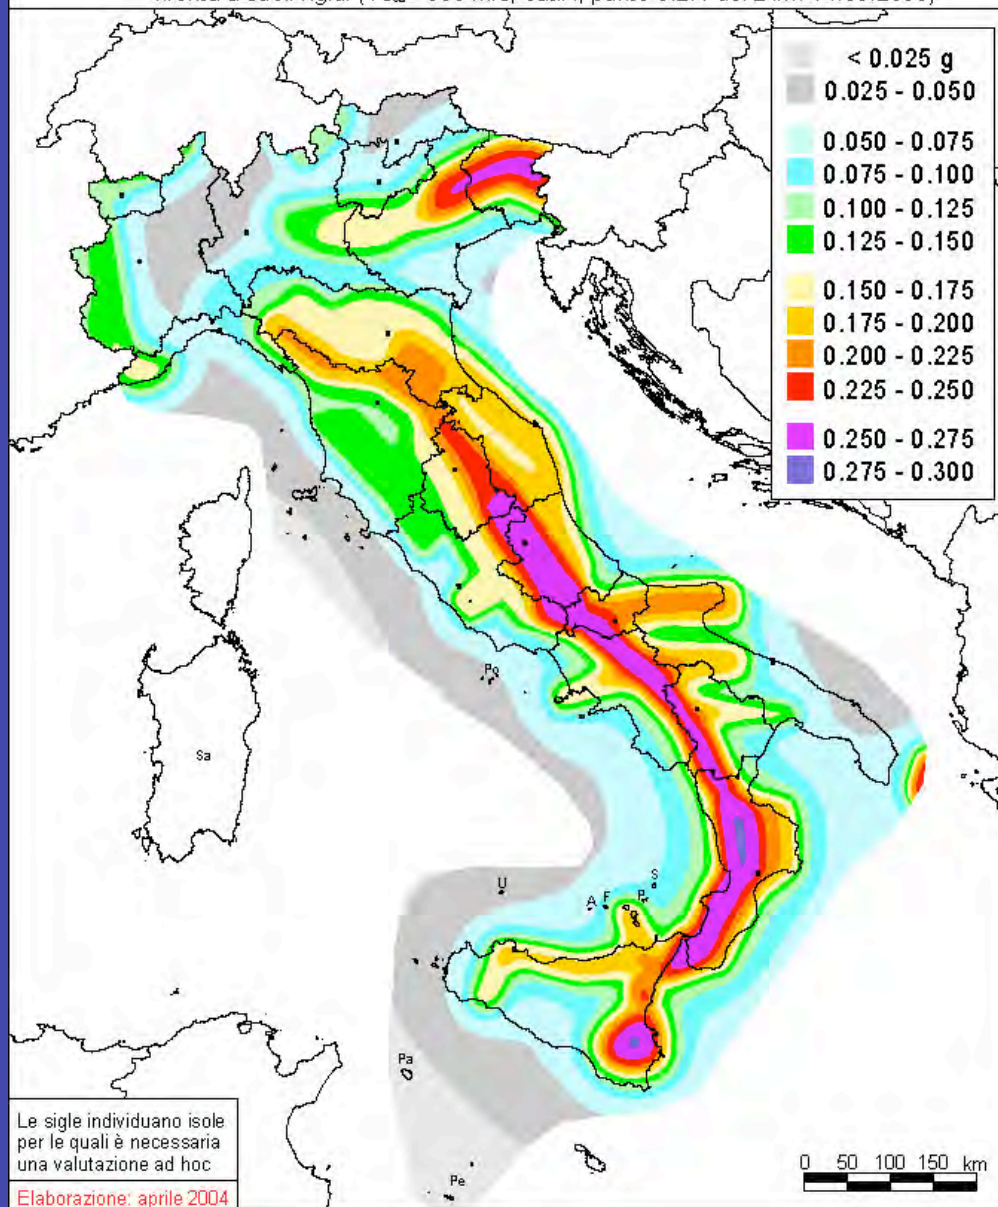 < 0.025 g
0.025 - 0.050
0.050 - 0.075
0.075 - 0.100
0.100 - 0.125
0.125 - 0.150
0.150 - 0.175
0.175 - 0.200
0.200 - 0.225
0.225 - 0.250
0.250 - 0.275
0.275 - 0.300
Po
Sa
S
U
A F P
Pa
Pe
Le sigle individuano isole
per le quali è necessaria
una valutazione ad hoc
Elaborazione: aprile 2004
0 50 100 150 km